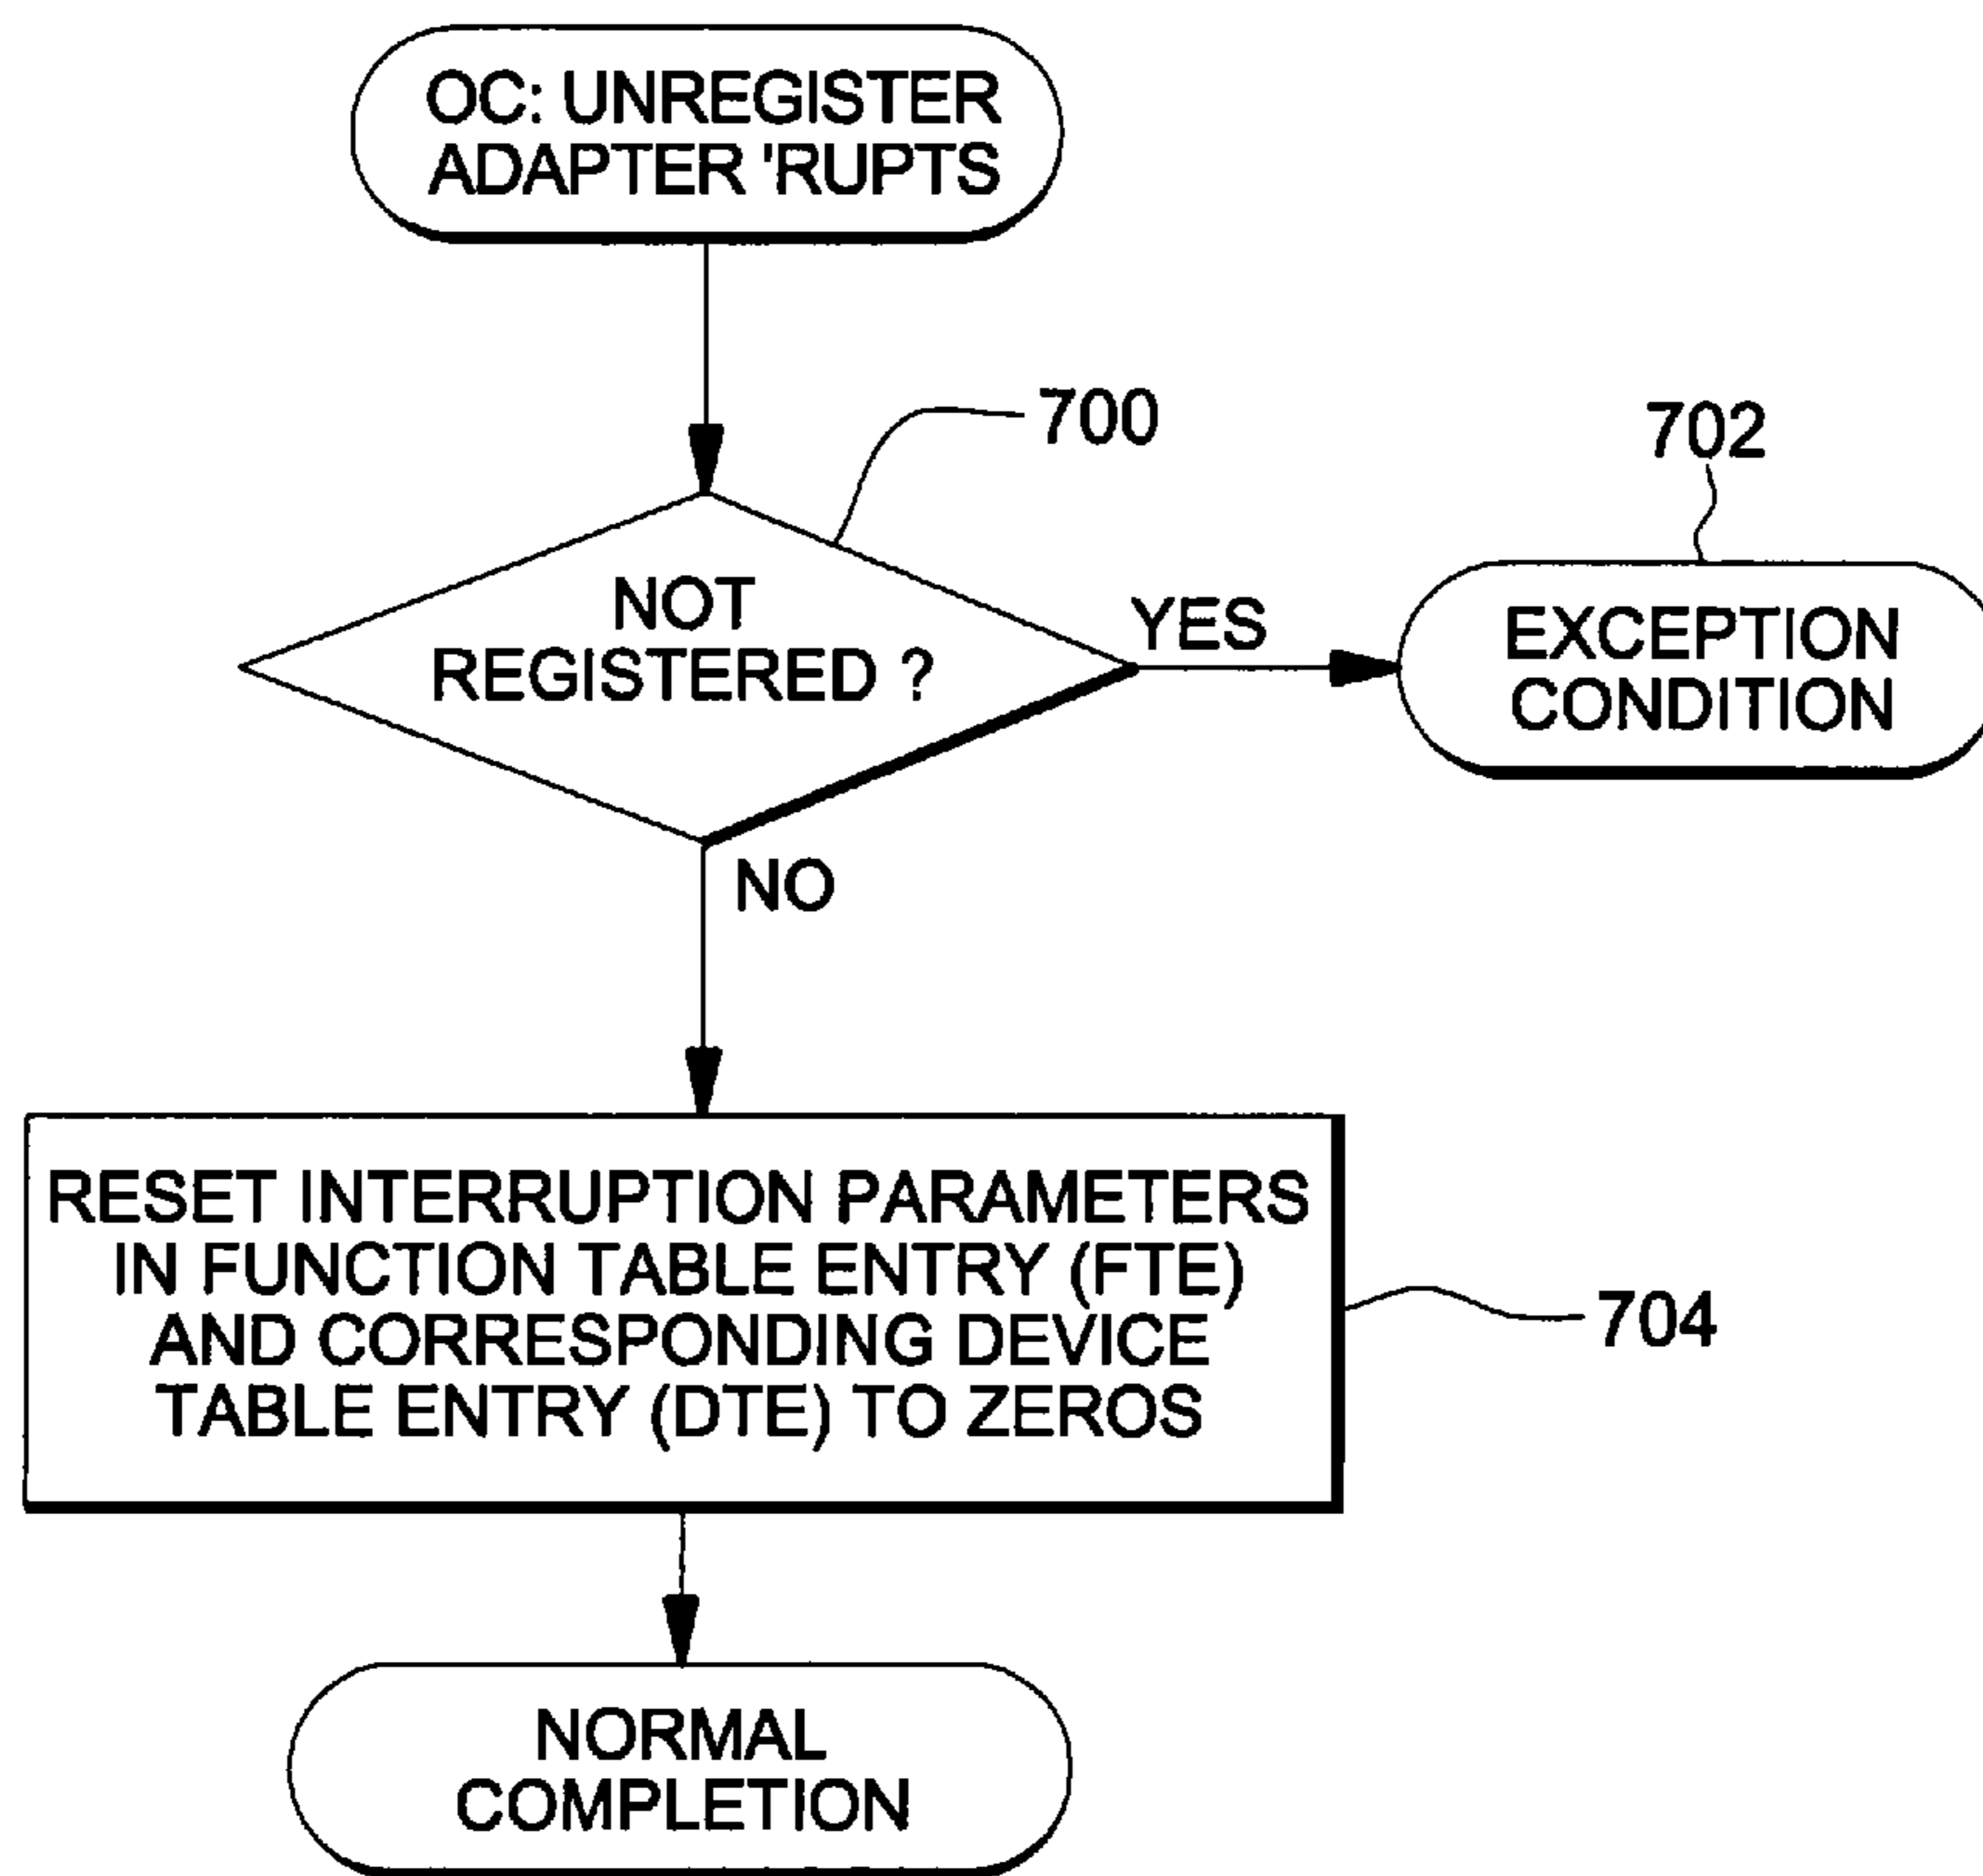 OC: UNREGISTER
ADAPTER 'RUPTS
700
702
NOT
REGISTERED ?
YES
EXCEPTION
CONDITION
NO
RESET INTERRUPTION PARAMETERS
IN FUNCTION TABLE ENTRY (FTE)
AND CORRESPONDING DEVICE
TABLE ENTRY (DTE) TO ZEROS
704
NORMAL
COMPLETION